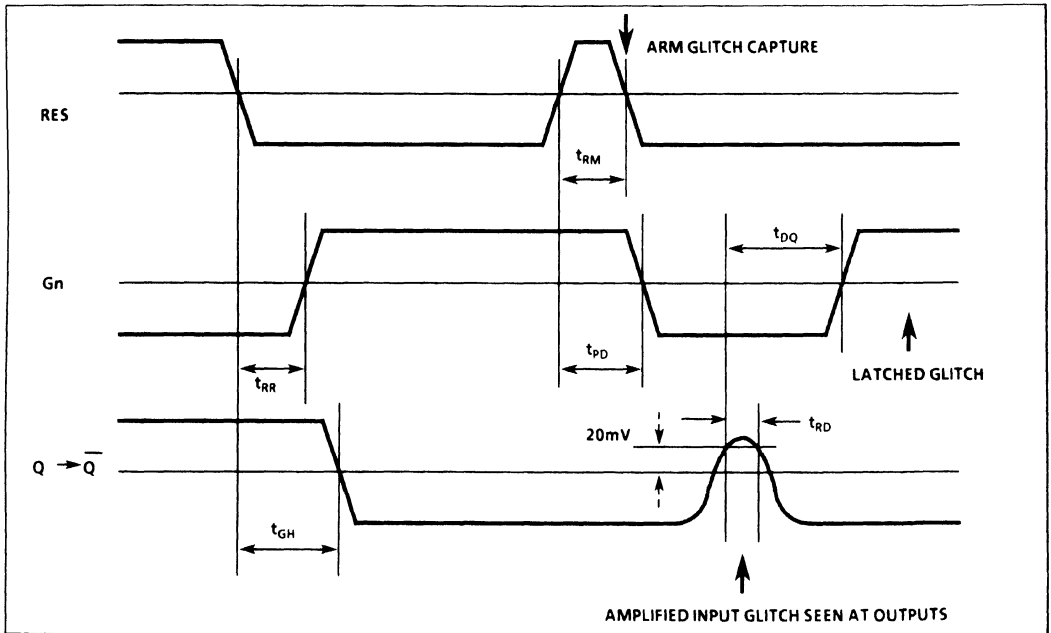 ARM GLITCH CAPTURE
RES
tRM
tDQ
Gn
tRR
tPD
LATCHED GLITCH
20mV
tRD
Q → Q̅
tGH
AMPLIFIED INPUT GLITCH SEEN AT OUTPUTS